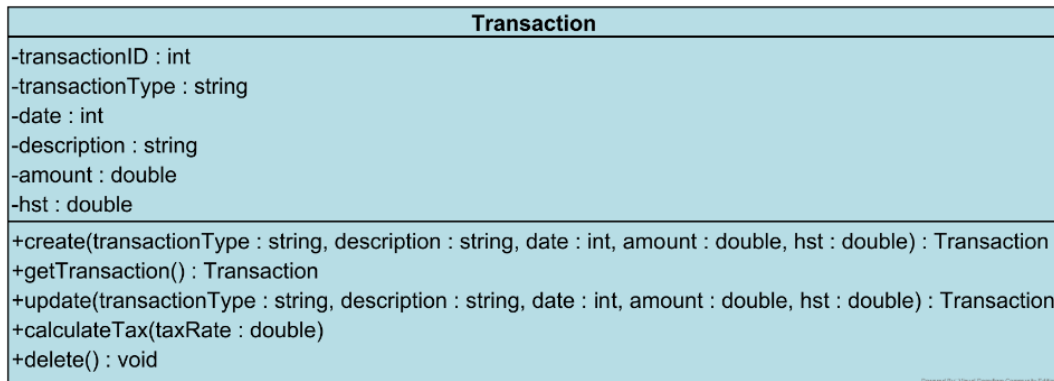 Transaction
-transactionID : int
-transactionType : string
-date : int
-description : string
-amount : double
-hst : double
+create(transactionType : string, description : string, date : int, amount : double, hst : double) : Transaction
+getTransaction() : Transaction
+update(transactionType : string, description : string, date : int, amount : double, hst : double) : Transaction
+calculateTax(taxRate : double)
+delete() : void